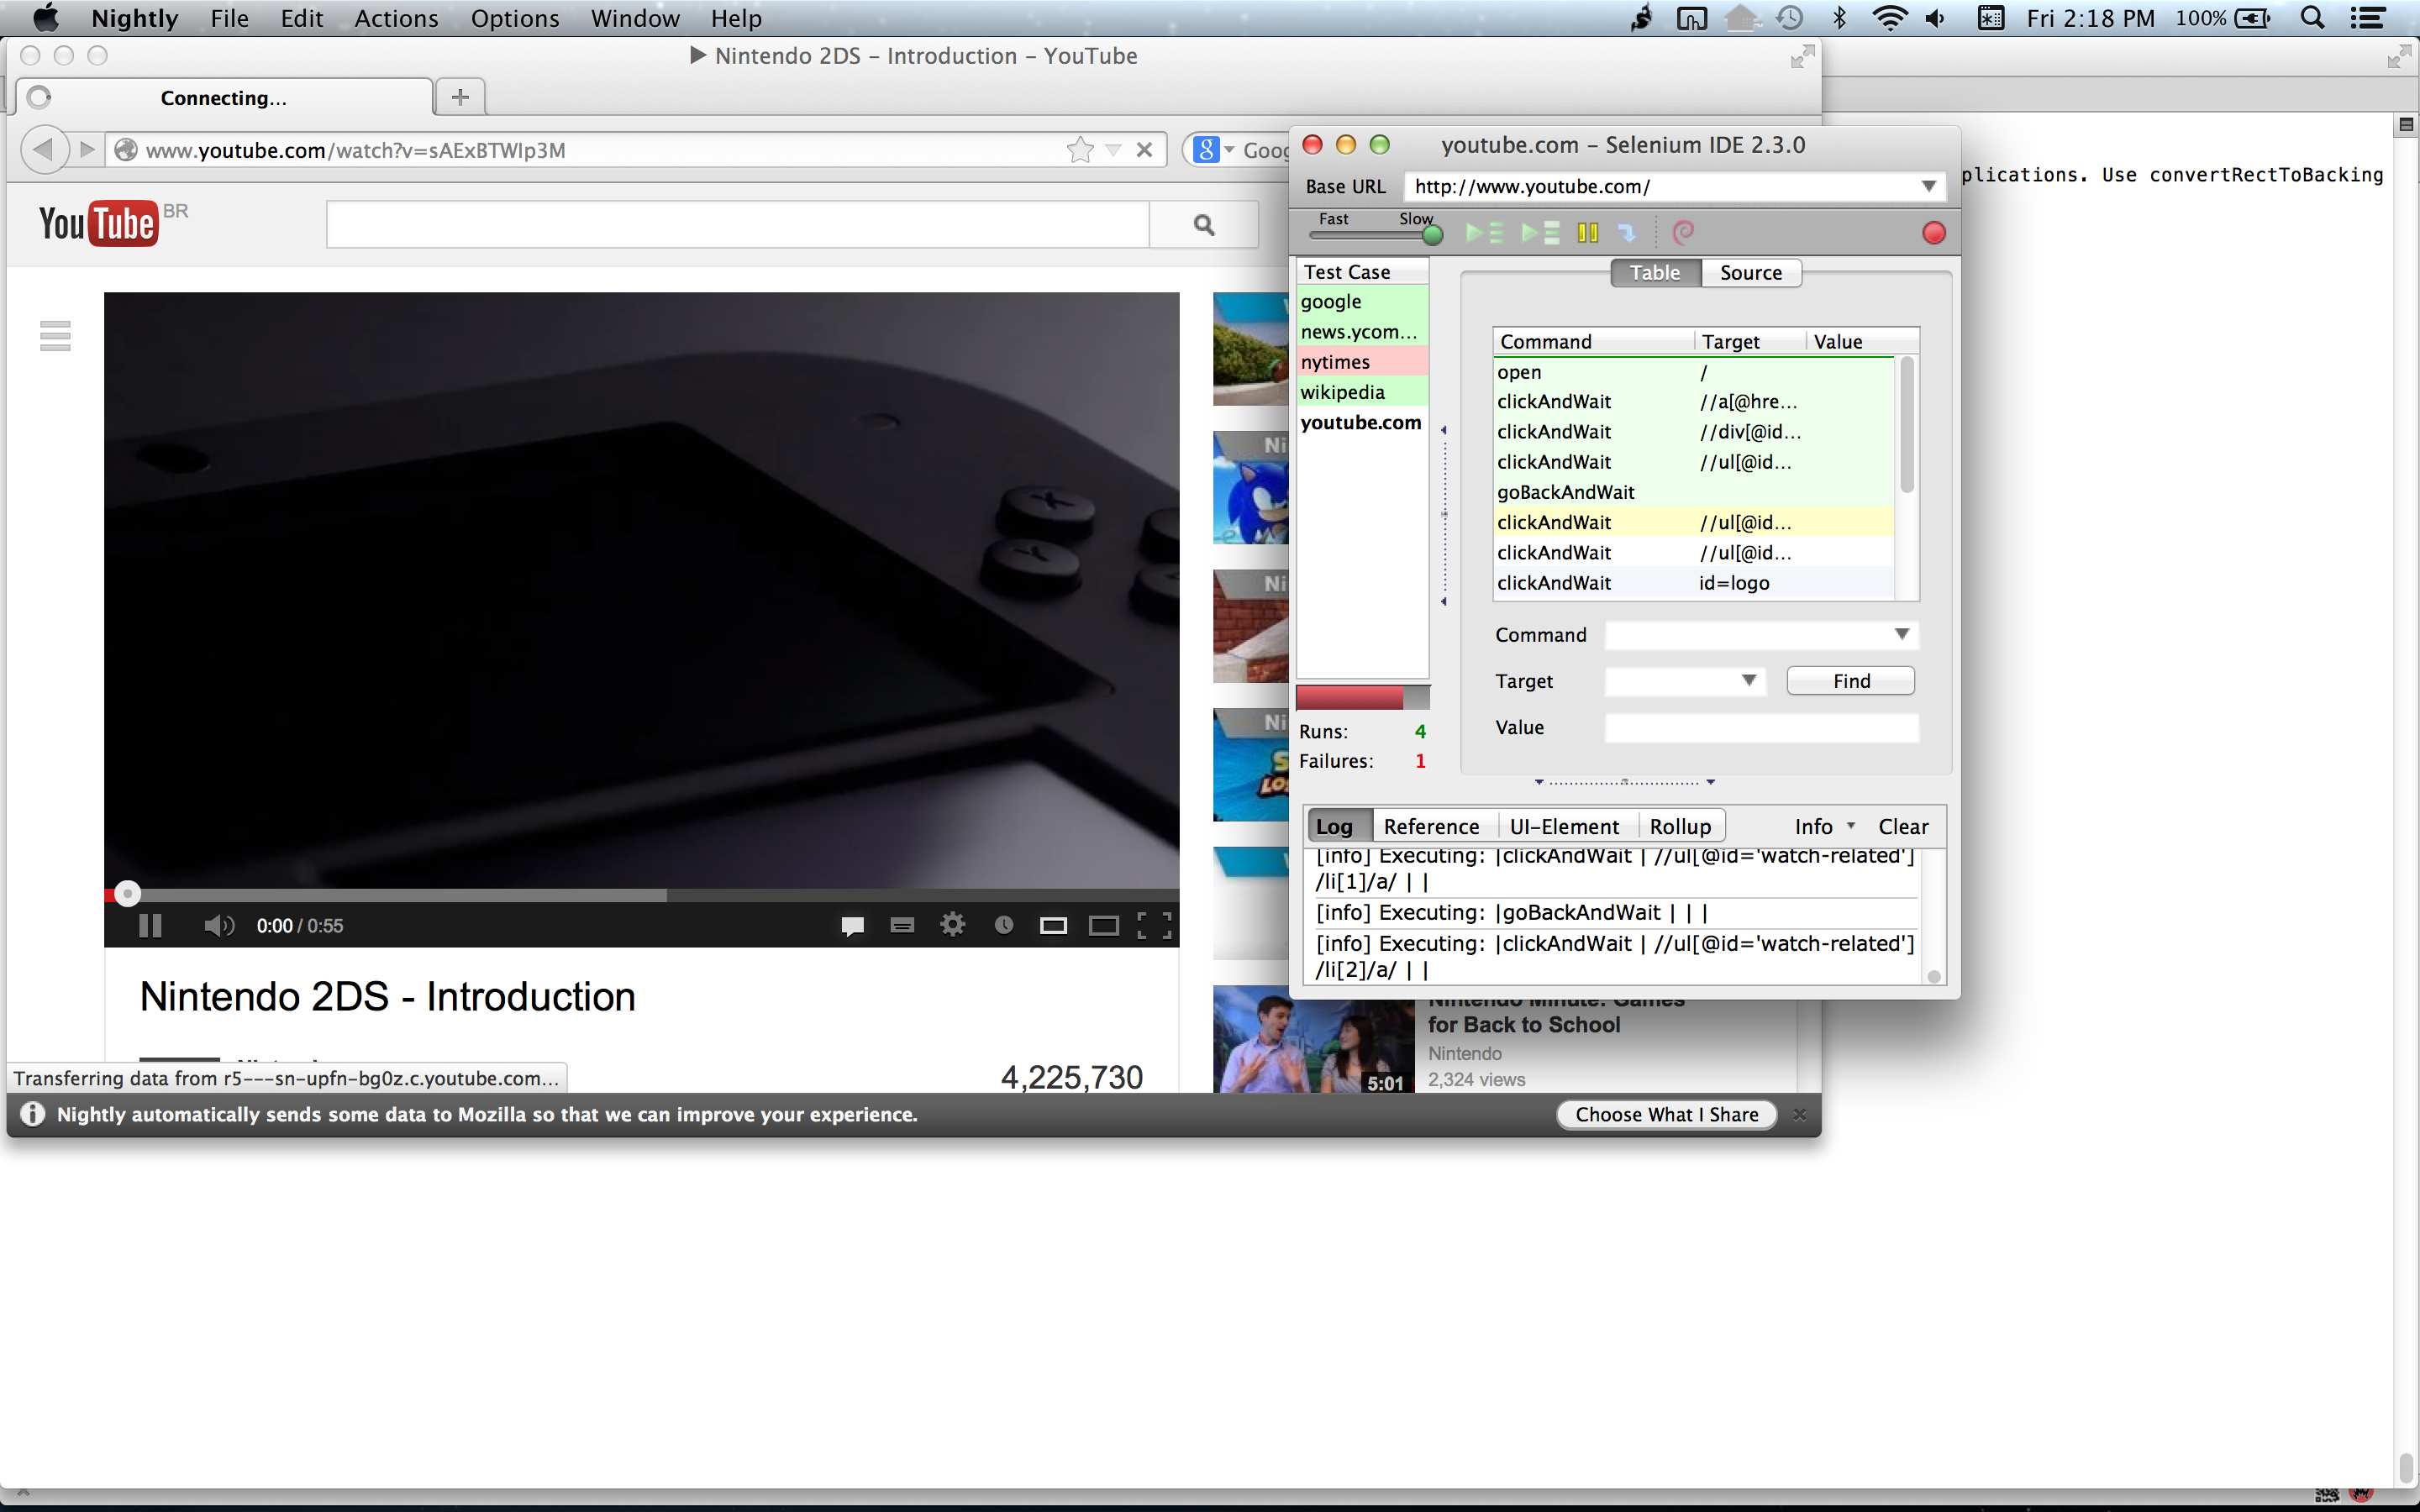 Nightly File Edit Actions Options Window Help
Fri 2:18 PM 100%
▶ Nintendo 2DS – Introduction – YouTube
Connecting...
www.youtube.com/watch?v=sAExBTWIp3M
YouTube BR
0:00 / 0:55
Nintendo 2DS - Introduction
4,225,730
Transferring data from r5---sn-upfn-bg0z.c.youtube.com...
for Back to School
Nintendo
2,324 views
5:01
Nightly automatically sends some data to Mozilla so that we can improve your experience.
Choose What I Share
plications. Use convertRectToBacking
youtube.com – Selenium IDE 2.3.0
Base URL http://www.youtube.com/
Fast Slow
Test Case
google
news.ycom...
nytimes
wikipedia
youtube.com
Runs: 4
Failures: 1
Table Source
Command Target Value
open /
clickAndWait //a[@hre...
clickAndWait //div[@id...
clickAndWait //ul[@id...
goBackAndWait
clickAndWait //ul[@id...
clickAndWait //ul[@id...
clickAndWait id=logo
Command
Target Find
Value
Log Reference UI-Element Rollup Info Clear
[info] Executing: |clickAndWait | //ul[@id='watch-related']
/li[1]/a/ | |
[info] Executing: |goBackAndWait | | |
[info] Executing: |clickAndWait | //ul[@id='watch-related']
/li[2]/a/ | |